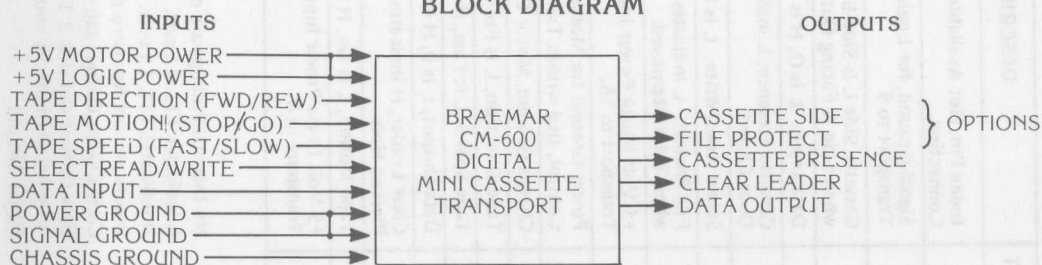 BLOCK DIAGRAM
INPUTS
+5V MOTOR POWER
+5V LOGIC POWER
TAPE DIRECTION (FWD/REW)
TAPE MOTION (STOP/GO)
TAPE SPEED (FAST/SLOW)
SELECT READ/WRITE
DATA INPUT
POWER GROUND
SIGNAL GROUND
CHASSIS GROUND
BRAEMAR
CM-600
DIGITAL
MINI CASSETTE
TRANSPORT
OUTPUTS
CASSETTE SIDE
FILE PROTECT
CASSETTE PRESENCE
CLEAR LEADER
DATA OUTPUT
OPTIONS